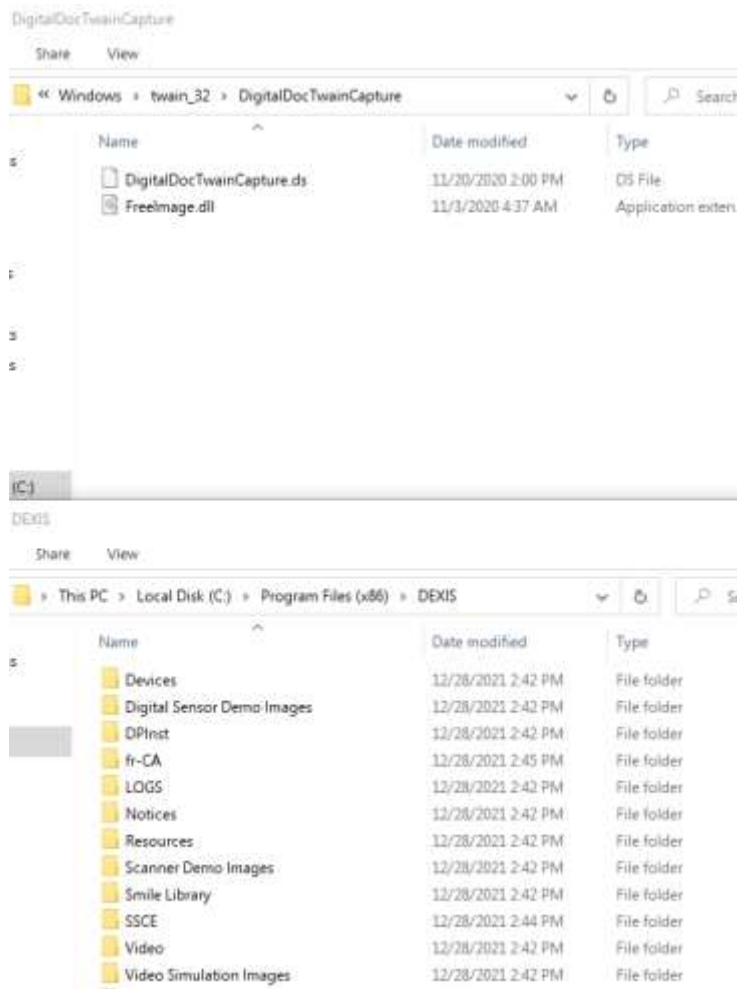 DigitalDocTwainCapture
Share View
« Windows › twain_32 › DigitalDocTwainCapture Search
Name Date modified Type
DigitalDocTwainCapture.ds 11/20/2020 2:00 PM DS File
FreeImage.dll 11/3/2020 4:37 AM Application exten
(C:)
DEXIS
Share View
› This PC › Local Disk (C:) › Program Files (x86) › DEXIS
Name Date modified Type
Devices 12/28/2021 2:42 PM File folder
Digital Sensor Demo Images 12/28/2021 2:42 PM File folder
DPInst 12/28/2021 2:42 PM File folder
fr-CA 12/28/2021 2:45 PM File folder
LOGS 12/28/2021 2:42 PM File folder
Notices 12/28/2021 2:42 PM File folder
Resources 12/28/2021 2:42 PM File folder
Scanner Demo Images 12/28/2021 2:42 PM File folder
Smile Library 12/28/2021 2:42 PM File folder
SSCE 12/28/2021 2:44 PM File folder
Video 12/28/2021 2:42 PM File folder
Video Simulation Images 12/28/2021 2:42 PM File folder